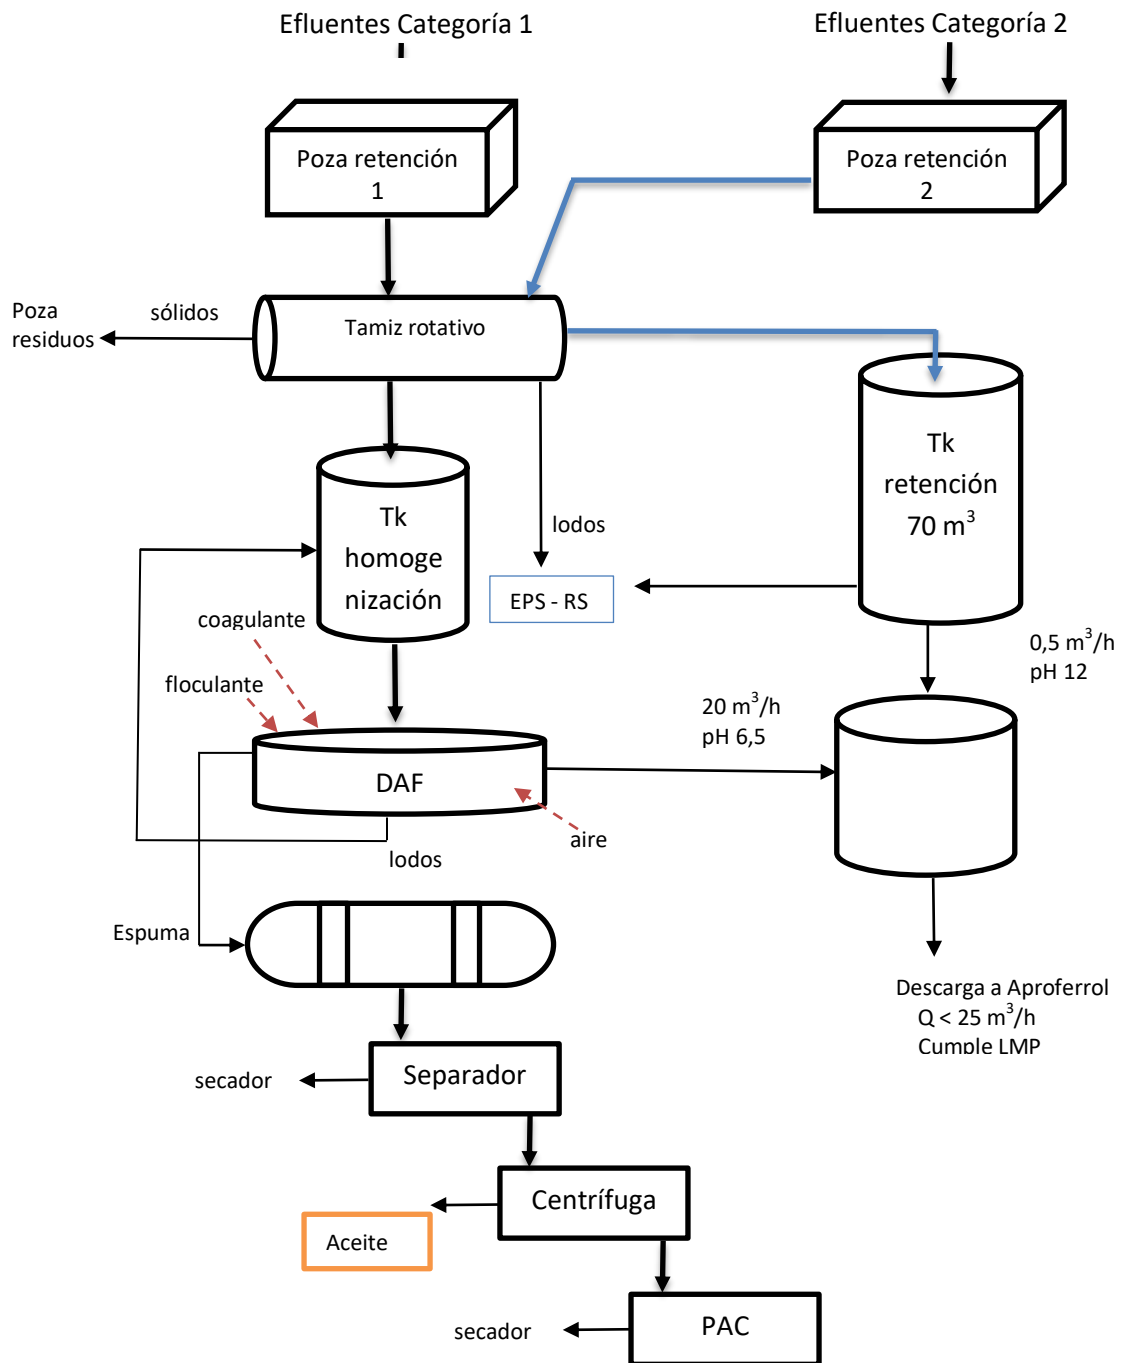 Efluentes Categoría 1
Efluentes Categoría 2
Poza retención
1
Poza retención
2
Poza
residuos
sólidos
Tamiz rotativo
Tk
retención
70 m³
Tk
homoge
nización
lodos
EPS - RS
coagulante
floculante
0,5 m³/h
pH 12
20 m³/h
pH 6,5
DAF
aire
lodos
Espuma
Descarga a Aproferrol
Q < 25 m³/h
Cumple LMP
Separador
secador
Centrífuga
Aceite
PAC
secador